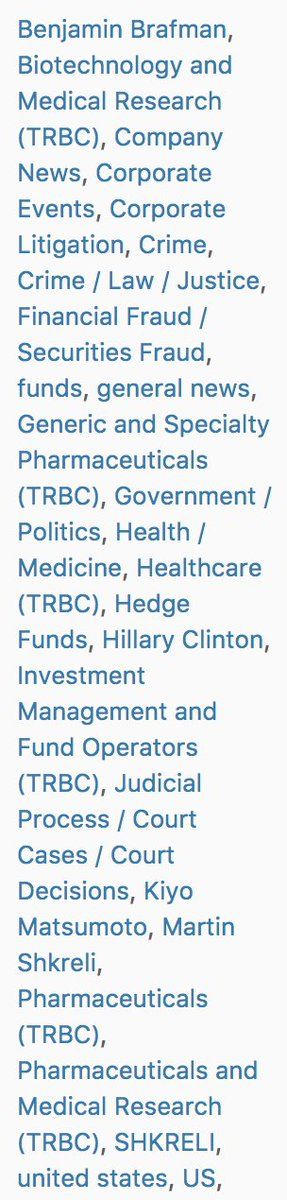 Benjamin Brafman,
Biotechnology and
Medical Research
(TRBC), Company
News, Corporate
Events, Corporate
Litigation, Crime,
Crime / Law / Justice,
Financial Fraud /
Securities Fraud,
funds, general news,
Generic and Specialty
Pharmaceuticals
(TRBC), Government /
Politics, Health /
Medicine, Healthcare
(TRBC), Hedge
Funds, Hillary Clinton,
Investment
Management and
Fund Operators
(TRBC), Judicial
Process / Court
Cases / Court
Decisions, Kiyo
Matsumoto, Martin
Shkreli,
Pharmaceuticals
(TRBC),
Pharmaceuticals and
Medical Research
(TRBC), SHKRELI,
united states, US,